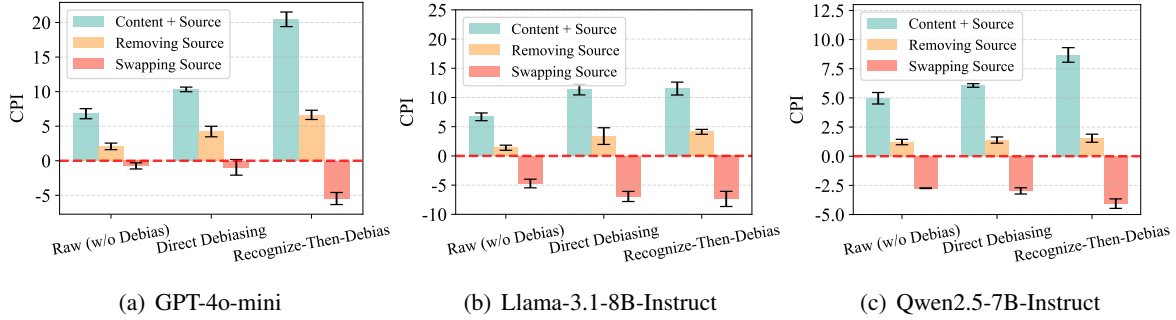 CPI
20
15
10
5
0
-5
Content + Source
Removing Source
Swapping Source
Raw (w/o Debias)
Direct Debiasing
Recognize-Then-Debias
(a) GPT-4o-mini
CPI
25
20
15
10
5
0
-5
-10
Content + Source
Removing Source
Swapping Source
Raw (w/o Debias)
Direct Debiasing
Recognize-Then-Debias
(b) Llama-3.1-8B-Instruct
CPI
12.5
10.0
7.5
5.0
2.5
0.0
-2.5
-5.0
Content + Source
Removing Source
Swapping Source
Raw (w/o Debias)
Direct Debiasing
Recognize-Then-Debias
(c) Qwen2.5-7B-Instruct